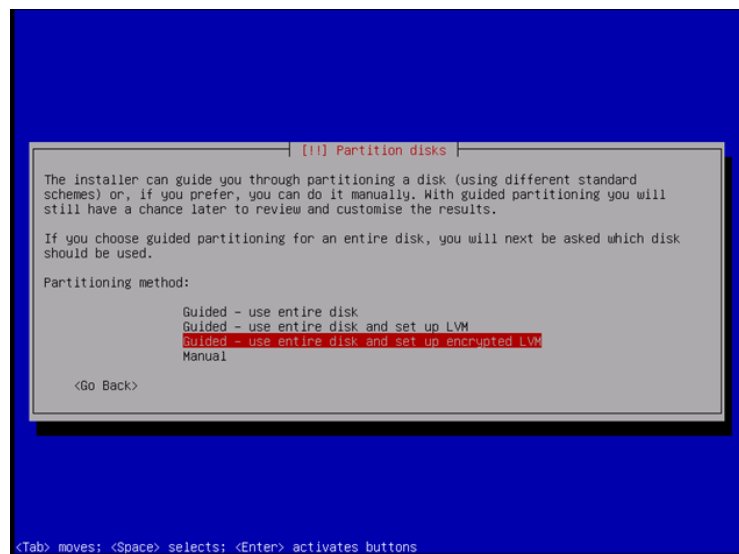 [!!] Partition disks
The installer can guide you through partitioning a disk (using different standard
schemes) or, if you prefer, you can do it manually. With guided partitioning you will
still have a chance later to review and customise the results.
If you choose guided partitioning for an entire disk, you will next be asked which disk
should be used.
Partitioning method:
Guided - use entire disk
Guided - use entire disk and set up LVM
Guided - use entire disk and set up encrypted LVM
Manual
<Go Back>
<Tab> moves; <Space> selects; <Enter> activates buttons